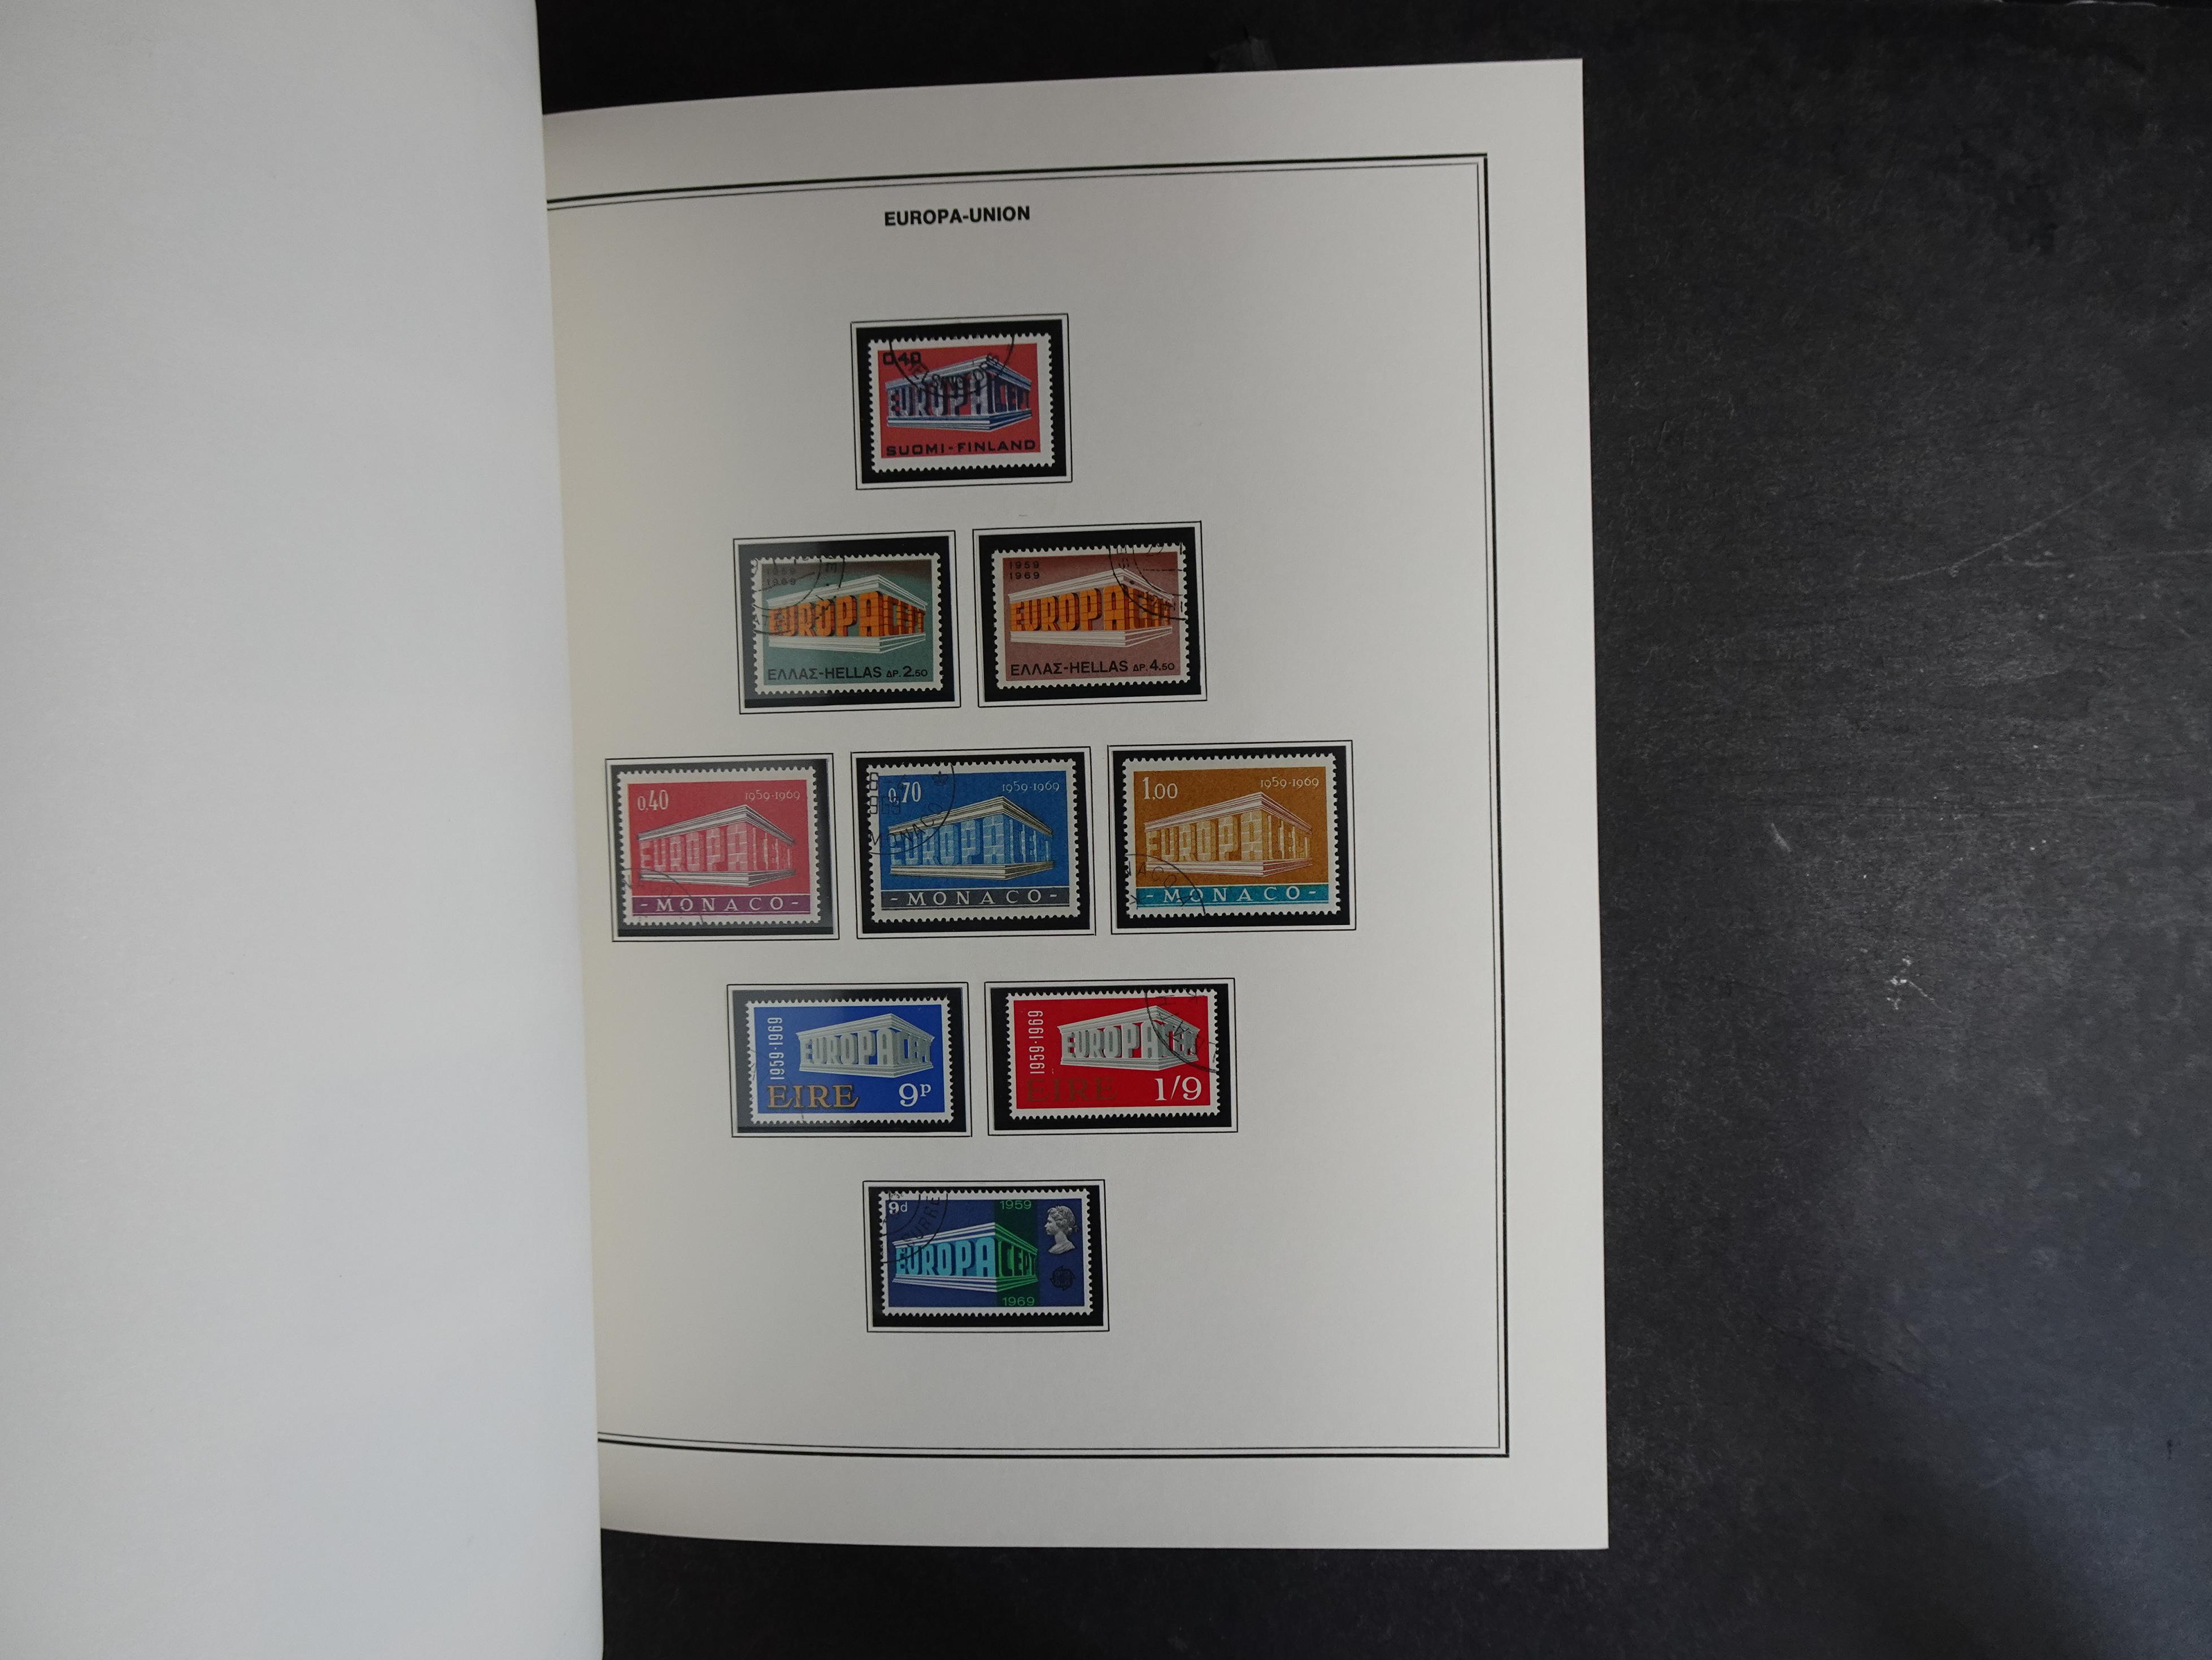 EUROPA-UNION
0,40
HELSINGFORS
EUROPA CEPT
SUOMI-FINLAND
1959
1969
EUROPA CEPT
ΕΛΛΑΣ-HELLAS ΔΡ. 2.50
1959
1969
EUROPA CEPT
ΕΛΛΑΣ-HELLAS ΔΡ. 4.50
0,40 1959-1969
EUROPA CEPT
- MONACO -
0,70 1959-1969
MONACO
EUROPA CEPT
- MONACO -
1,00 1959-1969
EUROPA CEPT
- MONACO -
1959-1969
EUROPA CEPT
EIRE 9p
1959-1969
EUROPA CEPT
EIRE 1/9
9d 1959
EUROPA CEPT
1969